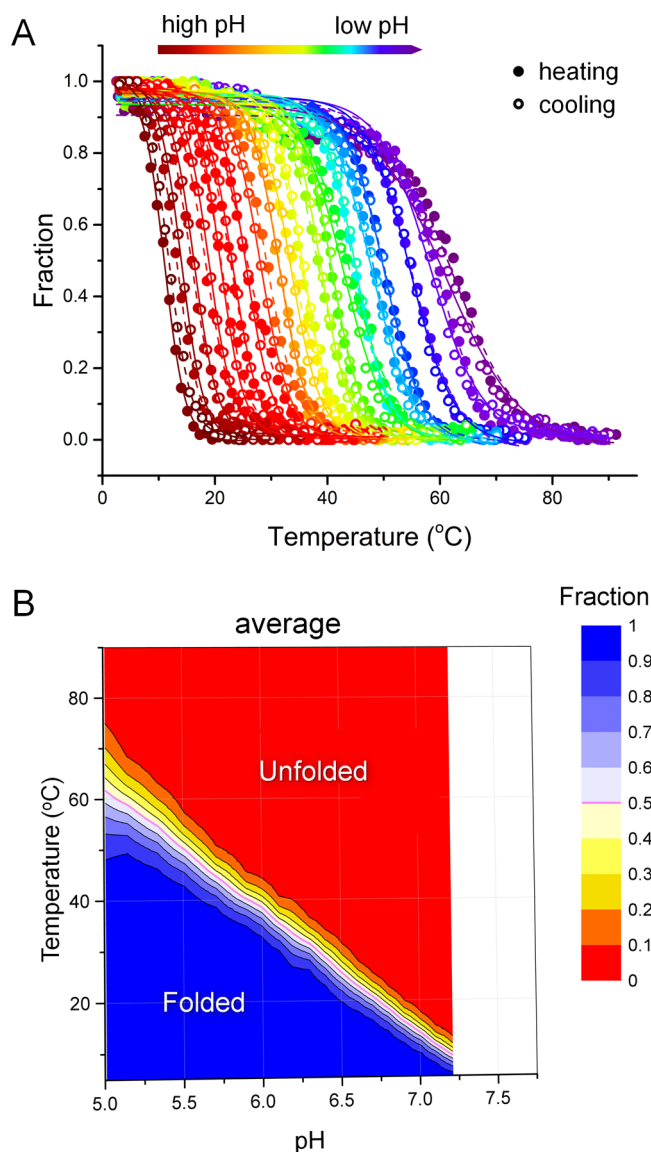 A
high pH low pH
heating
cooling
1.0
0.8
0.6
0.4
0.2
0.0
Fraction
0 20 40 60 80
Temperature (°C)
B
average
Fraction
80
60
40
20
Temperature (°C)
Unfolded
Folded
5.0 5.5 6.0 6.5 7.0 7.5
pH
1
0.9
0.8
0.7
0.6
0.5
0.4
0.3
0.2
0.1
0